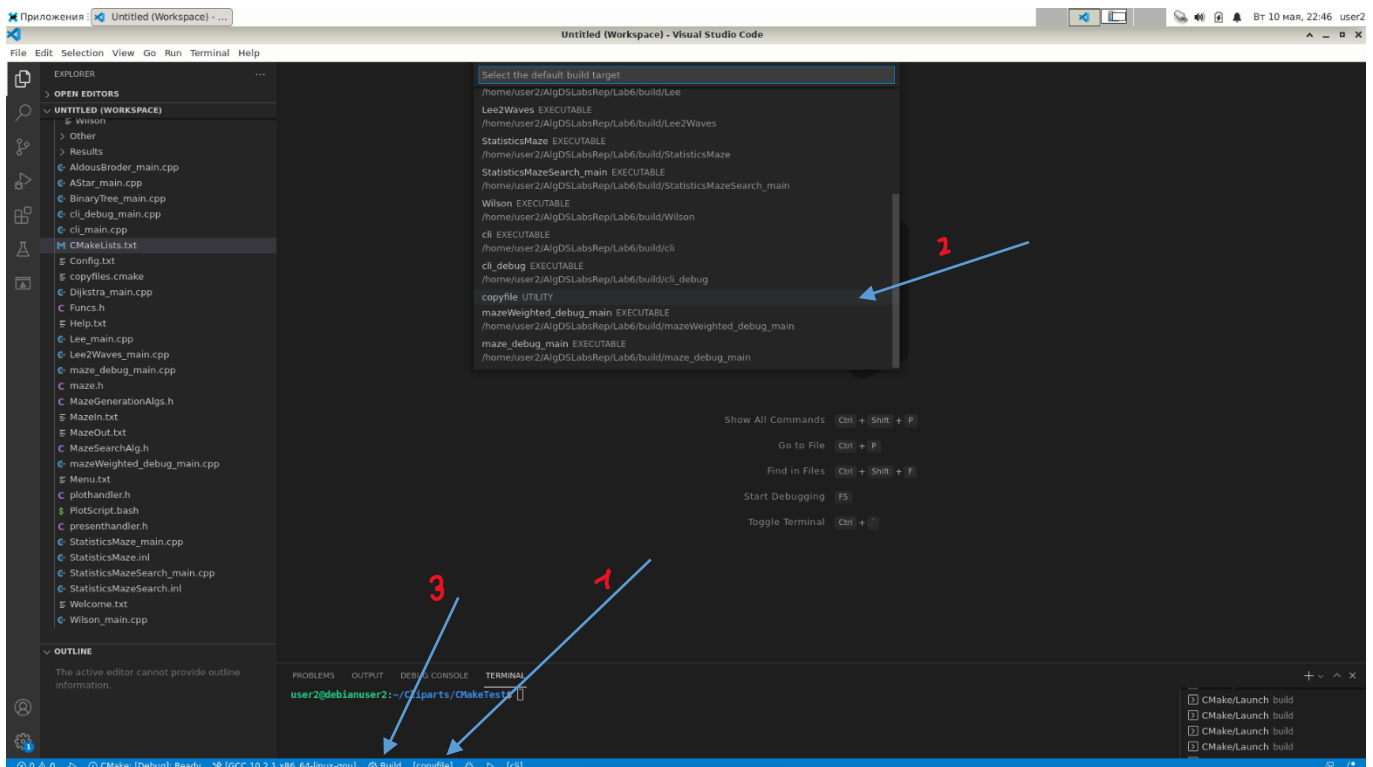 Приложения
Untitled (Workspace) - ...
Вт 10 мая, 22:46 user2
Untitled (Workspace) - Visual Studio Code
File Edit Selection View Go Run Terminal Help
EXPLORER
OPEN EDITORS
UNTITLED (WORKSPACE)
Wilson
Other
Results
AldousBroder_main.cpp
AStar_main.cpp
BinaryTree_main.cpp
cli_debug_main.cpp
cli_main.cpp
CMakeLists.txt
Config.txt
copyfiles.cmake
Dijkstra_main.cpp
Funcs.h
Help.txt
Lee_main.cpp
Lee2Waves_main.cpp
maze_debug_main.cpp
maze.h
MazeGenerationAlgs.h
MazeIn.txt
MazeOut.txt
MazeSearchAlg.h
mazeWeighted_debug_main.cpp
Menu.txt
plothandler.h
PlotScript.bash
presenthandler.h
StatisticsMaze_main.cpp
StatisticsMaze.inl
StatisticsMazeSearch_main.cpp
StatisticsMazeSearch.inl
Welcome.txt
Wilson_main.cpp
OUTLINE
The active editor cannot provide outline
information.
Select the default build target
/home/user2/AlgDSLabsRep/Lab6/build/Lee
Lee2Waves EXECUTABLE
/home/user2/AlgDSLabsRep/Lab6/build/Lee2Waves
StatisticsMaze EXECUTABLE
/home/user2/AlgDSLabsRep/Lab6/build/StatisticsMaze
StatisticsMazeSearch_main EXECUTABLE
/home/user2/AlgDSLabsRep/Lab6/build/StatisticsMazeSearch_main
Wilson EXECUTABLE
/home/user2/AlgDSLabsRep/Lab6/build/Wilson
cli EXECUTABLE
/home/user2/AlgDSLabsRep/Lab6/build/cli
cli_debug EXECUTABLE
/home/user2/AlgDSLabsRep/Lab6/build/cli_debug
copyfile UTILITY
mazeWeighted_debug_main EXECUTABLE
/home/user2/AlgDSLabsRep/Lab6/build/mazeWeighted_debug_main
maze_debug_main EXECUTABLE
/home/user2/AlgDSLabsRep/Lab6/build/maze_debug_main
2
Show All Commands Ctrl + Shift + P
Go to File Ctrl + P
Find in Files Ctrl + Shift + F
Start Debugging F5
Toggle Terminal Ctrl + `
3
1
PROBLEMS OUTPUT DEBUG CONSOLE TERMINAL
user2@debianuser2:~/Cliparts/CMakeTest$
CMake/Launch build
CMake/Launch build
CMake/Launch build
CMake/Launch build
1
0 0 CMake: [Debug]: Ready [GCC 10.2.1 x86_64-linux-gnu] Build [copyfile] [cli]